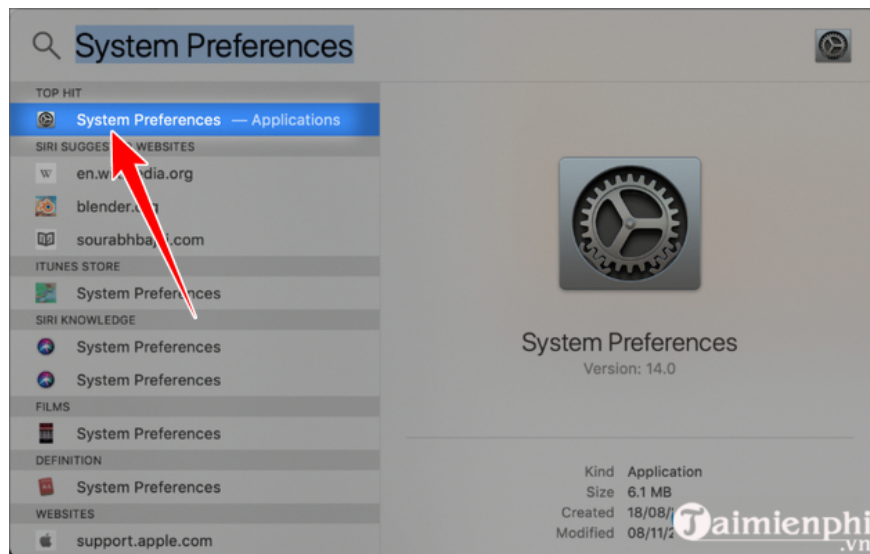 System Preferences
TOP HIT
System Preferences — Applications
SIRI SUGGESTED WEBSITES
en.wikipedia.org
blender.org
W
sourabhbajaj.com
ITUNES STORE
System Preferences
SIRI KNOWLEDGE
System Preferences
System Preferences
FILMS
System Preferences
DEFINITION
System Preferences
WEBSITES
support.apple.com
System Preferences
Version: 14.0
Kind Application
Size 6.1 MB
Created 18/08/
Modified 08/11/2
Taimienphi
.vn